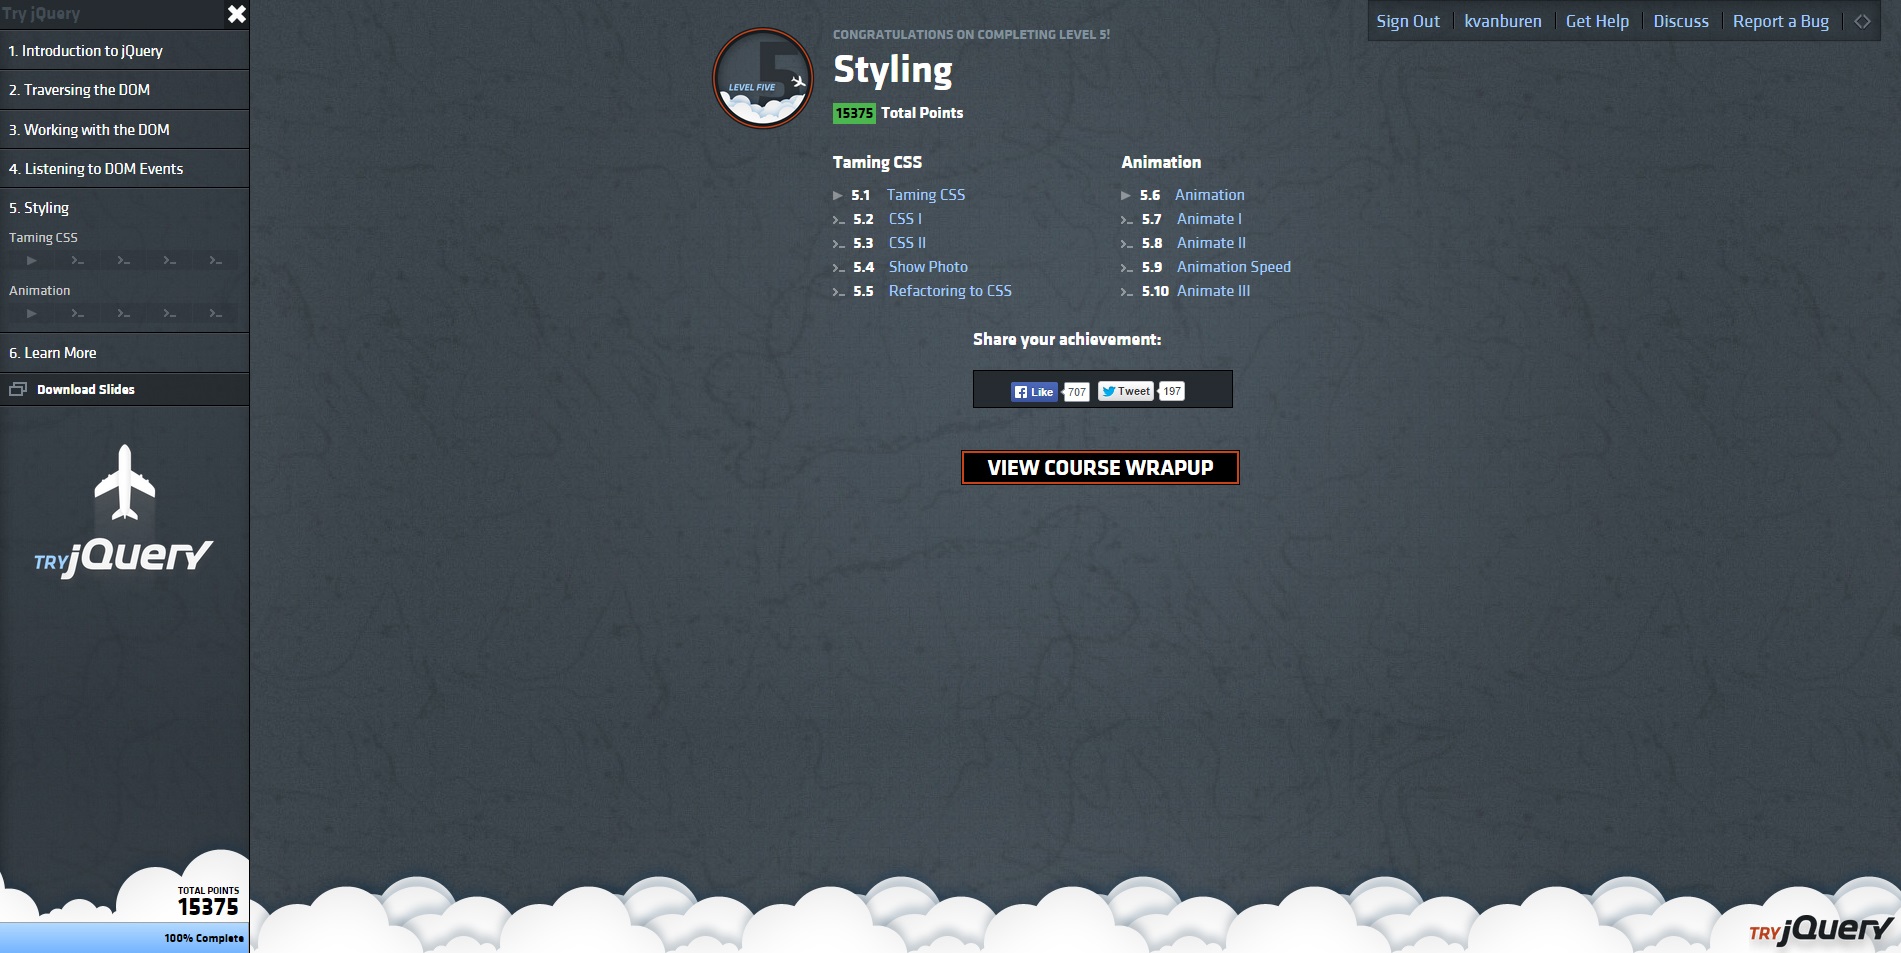 Try jQuery
1. Introduction to jQuery
2. Traversing the DOM
3. Working with the DOM
4. Listening to DOM Events
5. Styling
Taming CSS
Animation
6. Learn More
Download Slides
TRY jQuery
TOTAL POINTS
15375
100% Complete
Sign Out
kvanburen
Get Help
Discuss
Report a Bug
5
LEVEL FIVE
CONGRATULATIONS ON COMPLETING LEVEL 5!
Styling
15375 Total Points
Taming CSS
5.1 Taming CSS
5.2 CSS I
5.3 CSS II
5.4 Show Photo
5.5 Refactoring to CSS
Animation
5.6 Animation
5.7 Animate I
5.8 Animate II
5.9 Animation Speed
5.10 Animate III
Share your achievement:
Like 707 Tweet 197
VIEW COURSE WRAPUP
TRY jQuery